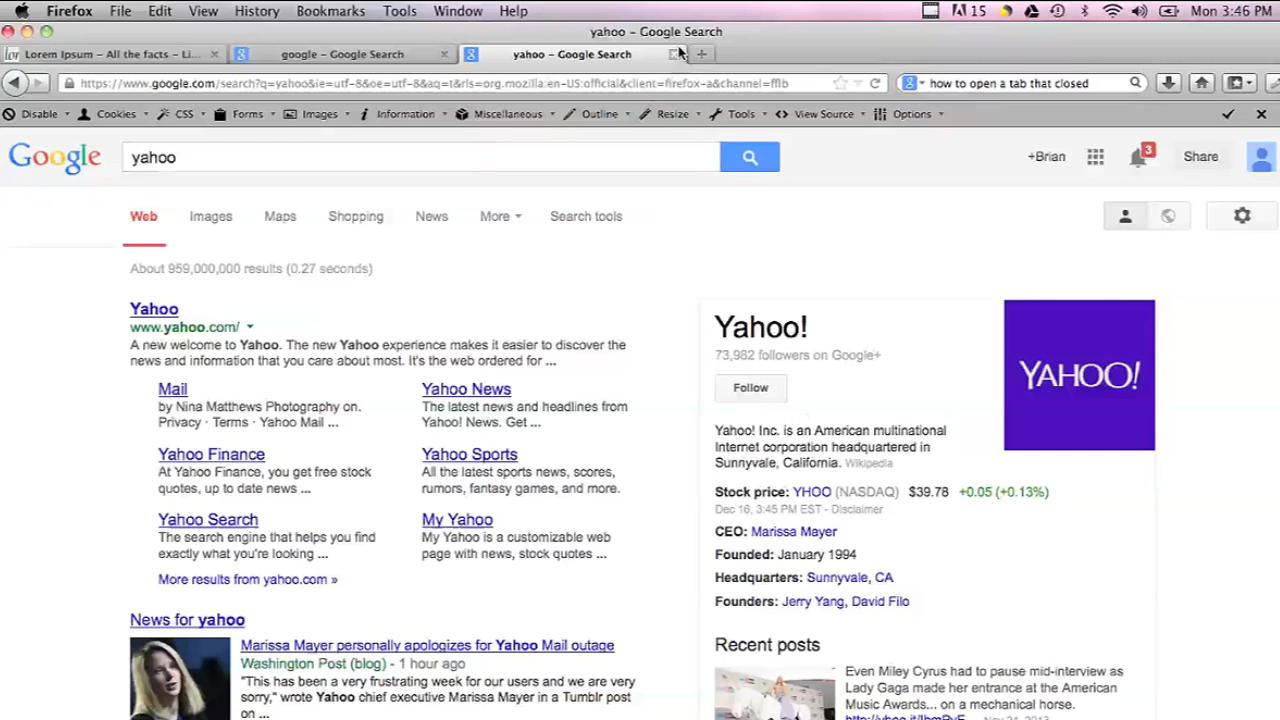 Firefox File Edit View History Bookmarks Tools Window Help 15 Mon 3:46 PM
yahoo – Google Search
Lorem Ipsum – All the facts – Li... google – Google Search yahoo – Google Search
https://www.google.com/search?q=yahoo&ie=utf-8&oe=utf-8&aq=t&rls=org.mozilla:en-US:official&client=firefox-a&channel=fflb how to open a tab that closed
Disable Cookies CSS Forms Images Information Miscellaneous Outline Resize Tools View Source Options
Google yahoo +Brian 3 Share
Web Images Maps Shopping News More Search tools
About 959,000,000 results (0.27 seconds)
Yahoo
www.yahoo.com/
A new welcome to Yahoo. The new Yahoo experience makes it easier to discover the
news and information that you care about most. It's the web ordered for ...
Mail
by Nina Matthews Photography on.
Privacy · Terms · Yahoo Mail ...
Yahoo News
The latest news and headlines from
Yahoo! News. Get ...
Yahoo Finance
At Yahoo Finance, you get free stock
quotes, up to date news ...
Yahoo Sports
All the latest sports news, scores,
rumors, fantasy games, and more.
Yahoo Search
The search engine that helps you find
exactly what you're looking ...
My Yahoo
My Yahoo is a customizable web
page with news, stock quotes ...
More results from yahoo.com »
News for yahoo
Marissa Mayer personally apologizes for Yahoo Mail outage
Washington Post (blog) - 1 hour ago
"This has been a very frustrating week for our users and we are very
sorry," wrote Yahoo chief executive Marissa Mayer in a Tumblr post
on ...
Yahoo!
73,982 followers on Google+
Follow
YAHOO!
Yahoo! Inc. is an American multinational
Internet corporation headquartered in
Sunnyvale, California. Wikipedia
Stock price: YHOO (NASDAQ) $39.78 +0.05 (+0.13%)
Dec 16, 3:45 PM EST - Disclaimer
CEO: Marissa Mayer
Founded: January 1994
Headquarters: Sunnyvale, CA
Founders: Jerry Yang, David Filo
Recent posts
Even Miley Cyrus had to pause mid-interview as
Lady Gaga made her entrance at the American
Music Awards... on a mechanical horse.